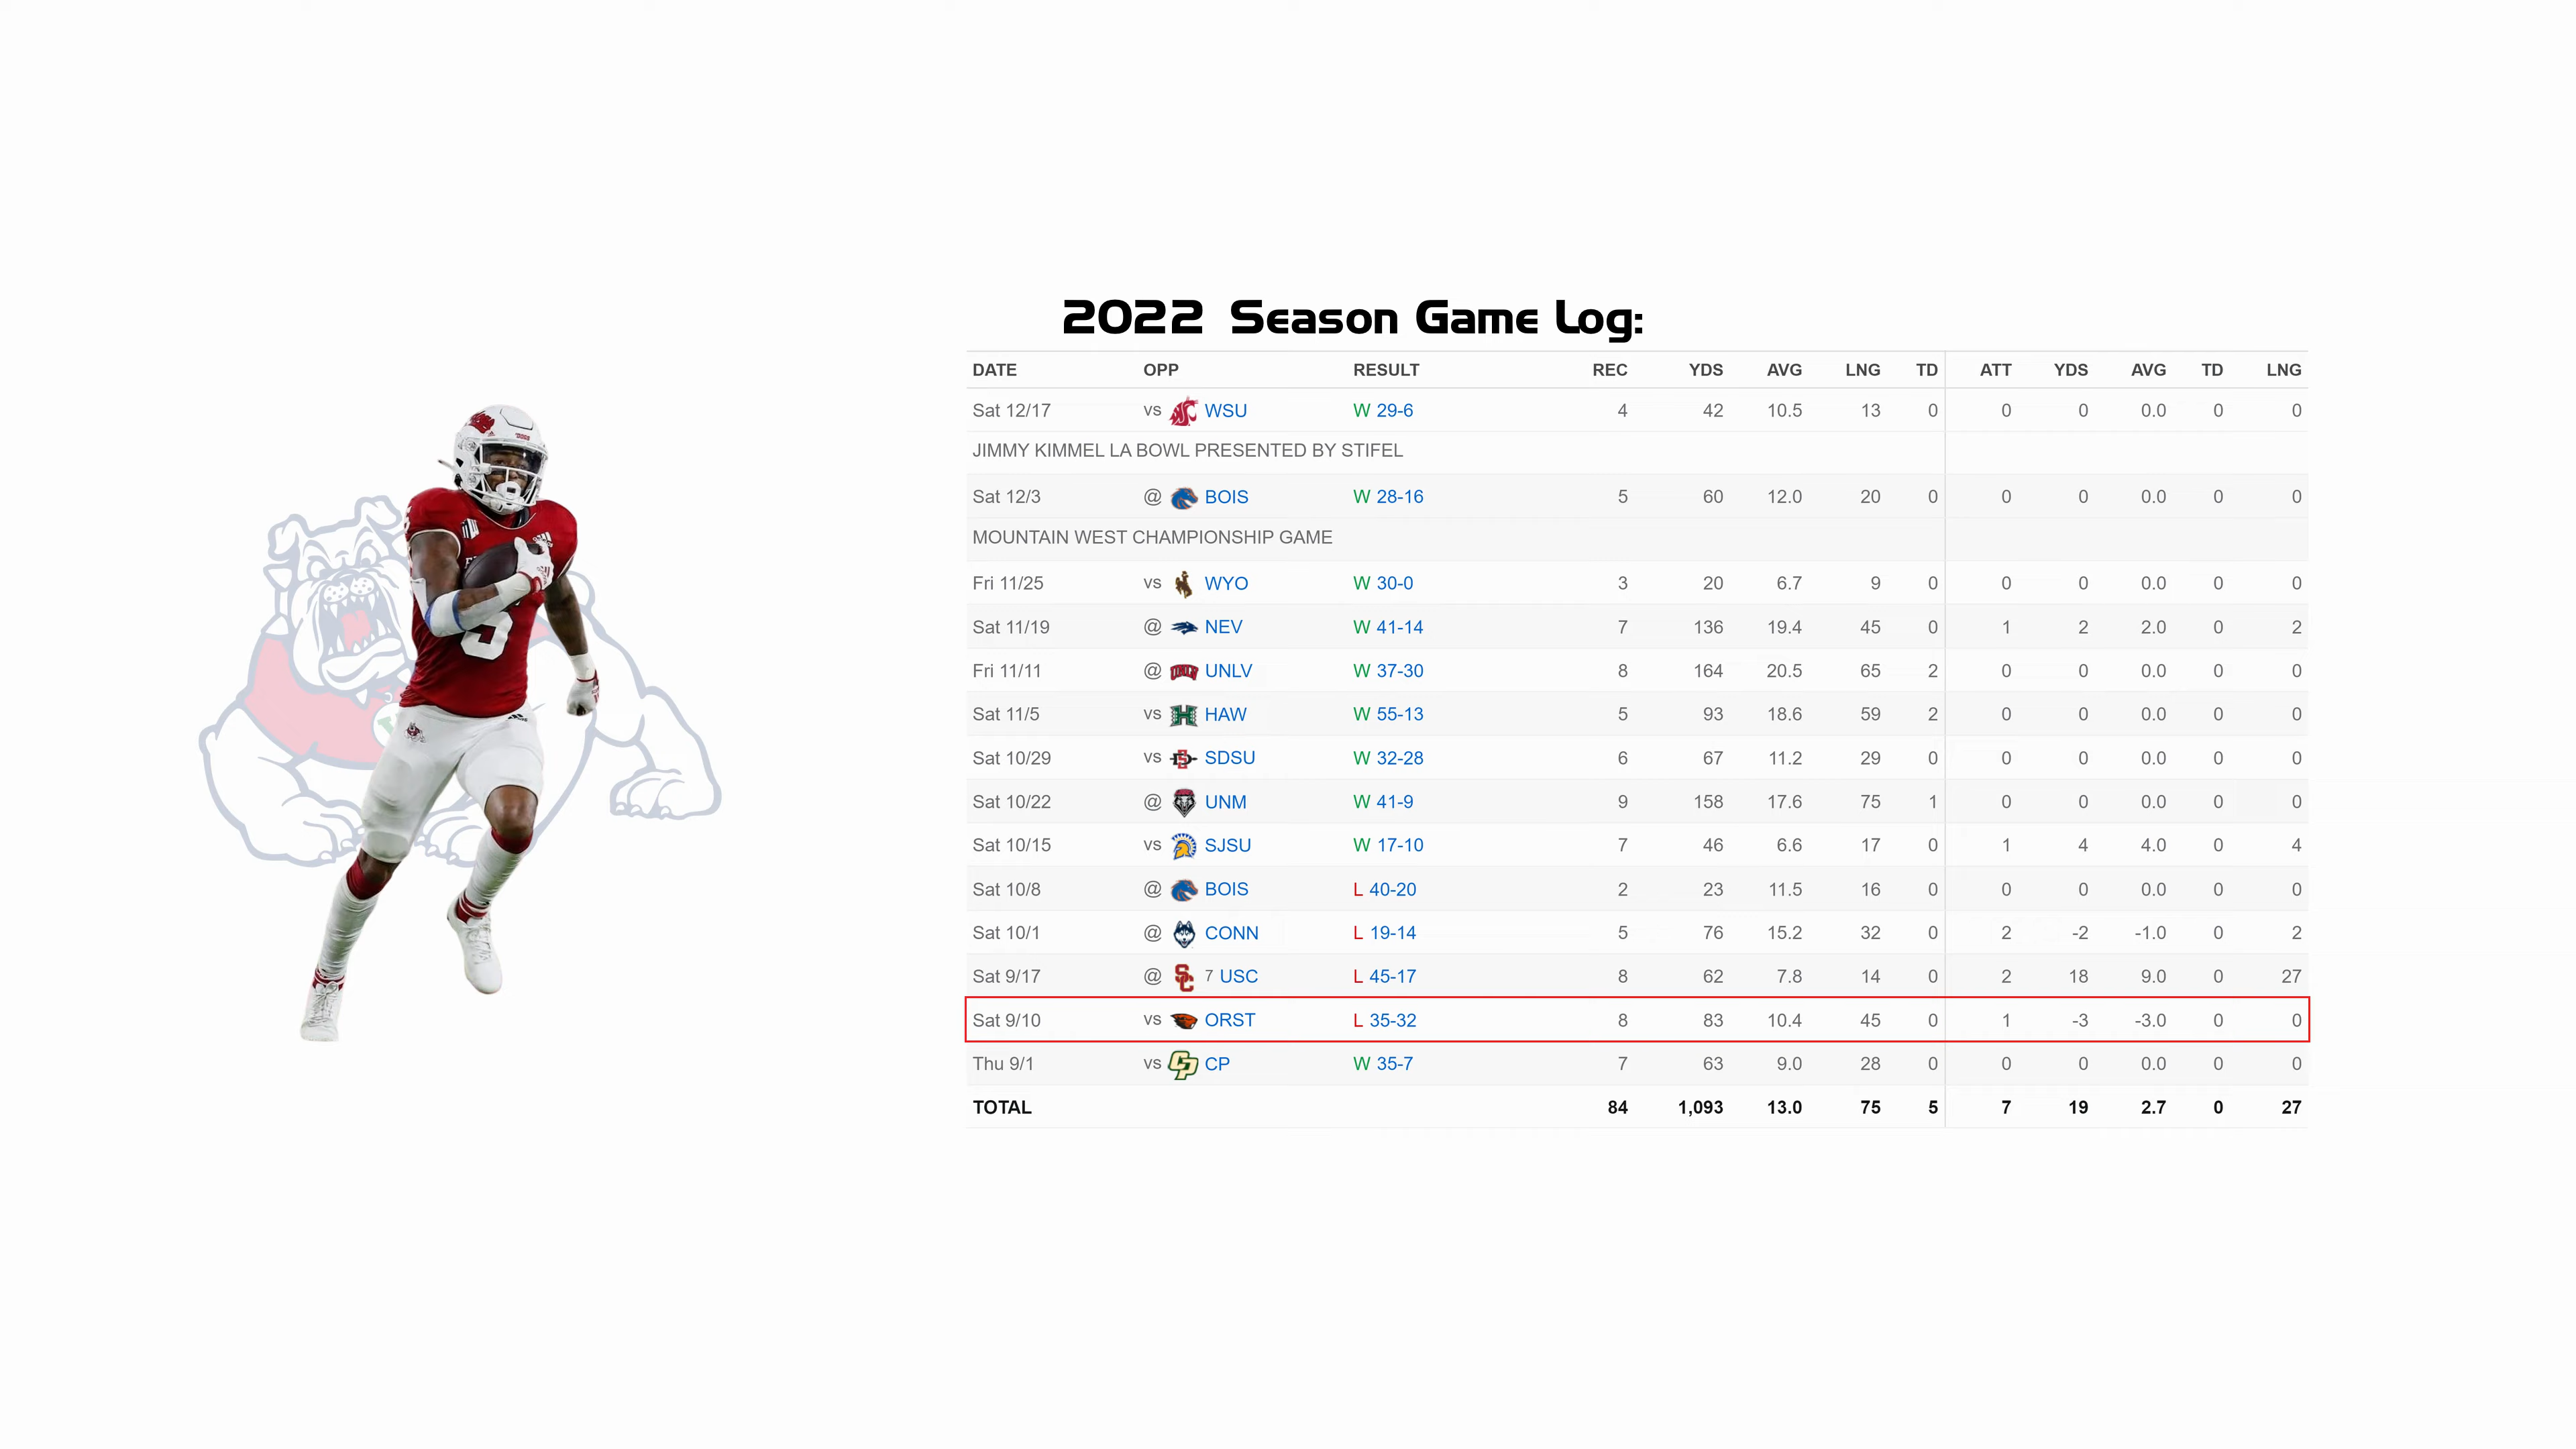 2022 Season Game Log:
DATE OPP RESULT REC YDS AVG LNG TD ATT YDS AVG TD LNG
Sat 12/17 vs WSU W 29-6 4 42 10.5 13 0 0 0 0.0 0 0
JIMMY KIMMEL LA BOWL PRESENTED BY STIFEL
Sat 12/3 @ BOIS W 28-16 5 60 12.0 20 0 0 0 0.0 0 0
MOUNTAIN WEST CHAMPIONSHIP GAME
Fri 11/25 vs WYO W 30-0 3 20 6.7 9 0 0 0 0.0 0 0
Sat 11/19 @ NEV W 41-14 7 136 19.4 45 0 1 2 2.0 0 2
Fri 11/11 @ UNLV W 37-30 8 164 20.5 65 2 0 0 0.0 0 0
Sat 11/5 vs HAW W 55-13 5 93 18.6 59 2 0 0 0.0 0 0
Sat 10/29 vs SDSU W 32-28 6 67 11.2 29 0 0 0 0.0 0 0
Sat 10/22 @ UNM W 41-9 9 158 17.6 75 1 0 0 0.0 0 0
Sat 10/15 vs SJSU W 17-10 7 46 6.6 17 0 1 4 4.0 0 4
Sat 10/8 @ BOIS L 40-20 2 23 11.5 16 0 0 0 0.0 0 0
Sat 10/1 @ CONN L 19-14 5 76 15.2 32 0 2 -2 -1.0 0 2
Sat 9/17 @ 7 USC L 45-17 8 62 7.8 14 0 2 18 9.0 0 27
Sat 9/10 vs ORST L 35-32 8 83 10.4 45 0 1 -3 -3.0 0 0
Thu 9/1 vs CP W 35-7 7 63 9.0 28 0 0 0 0.0 0 0
TOTAL 84 1,093 13.0 75 5 7 19 2.7 0 27
5